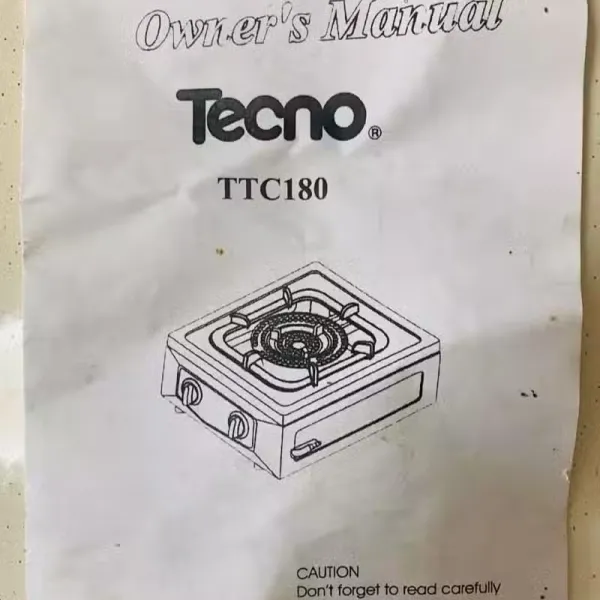 Owner's Manual
Tecno®
TTC180
CAUTION
Don't forget to read carefully